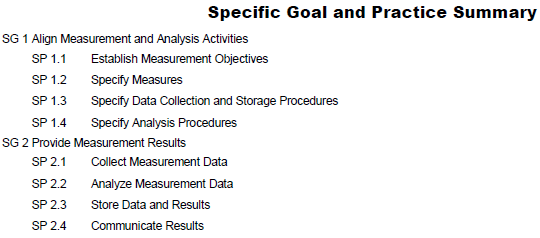 Specific Goal and Practice Summary
SG 1 Align Measurement and Analysis Activities
SP 1.1 Establish Measurement Objectives
SP 1.2 Specify Measures
SP 1.3 Specify Data Collection and Storage Procedures
SP 1.4 Specify Analysis Procedures
SG 2 Provide Measurement Results
SP 2.1 Collect Measurement Data
SP 2.2 Analyze Measurement Data
SP 2.3 Store Data and Results
SP 2.4 Communicate Results